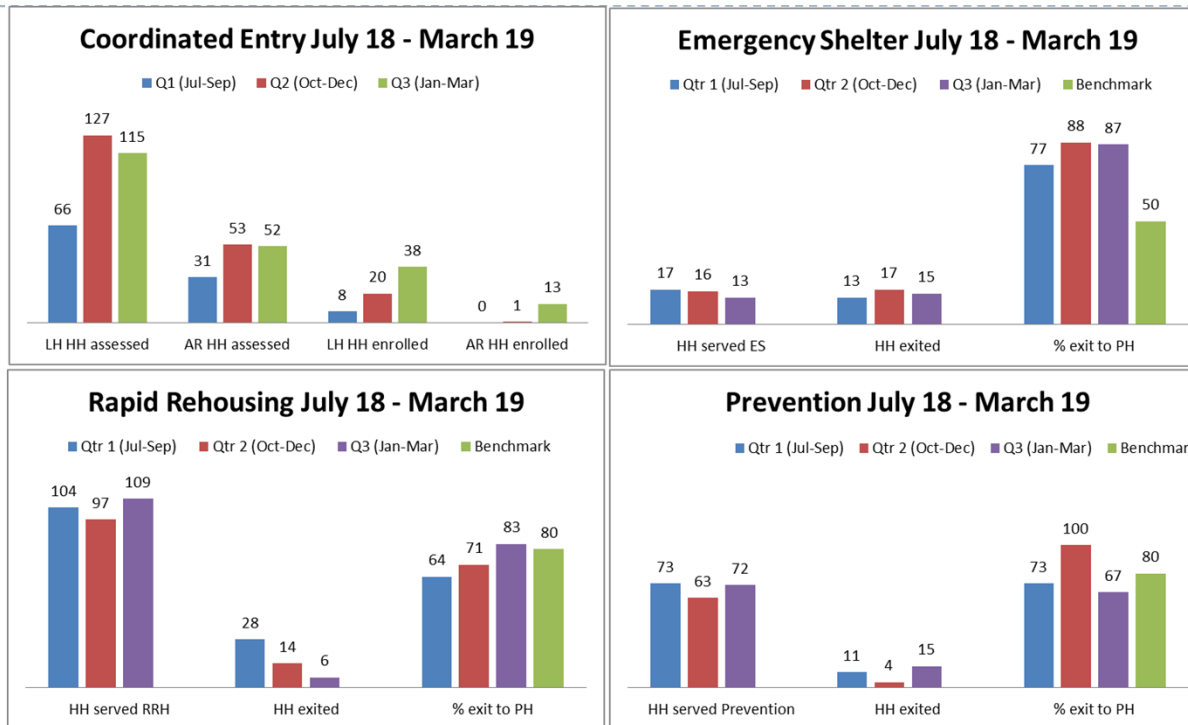 Coordinated Entry July 18 - March 19
Q1 (Jul-Sep) Q2 (Oct-Dec) Q3 (Jan-Mar)
66 127 115
31 53 52
8 20 38
0 1 13
LH HH assessed AR HH assessed LH HH enrolled AR HH enrolled
Emergency Shelter July 18 - March 19
Qtr 1 (Jul-Sep) Qtr 2 (Oct-Dec) Q3 (Jan-Mar) Benchmark
17 16 13
13 17 15
77 88 87 50
HH served ES HH exited % exit to PH
Rapid Rehousing July 18 - March 19
Qtr 1 (Jul-Sep) Qtr 2 (Oct-Dec) Q3 (Jan-Mar) Benchmark
104 97 109
28 14 6
64 71 83 80
HH served RRH HH exited % exit to PH
Prevention July 18 - March 19
Qtr 1 (Jul-Sep) Qtr 2 (Oct-Dec) Q3 (Jan-Mar) Benchmar
73 63 72
11 4 15
73 100 67 80
HH served Prevention HH exited % exit to PH